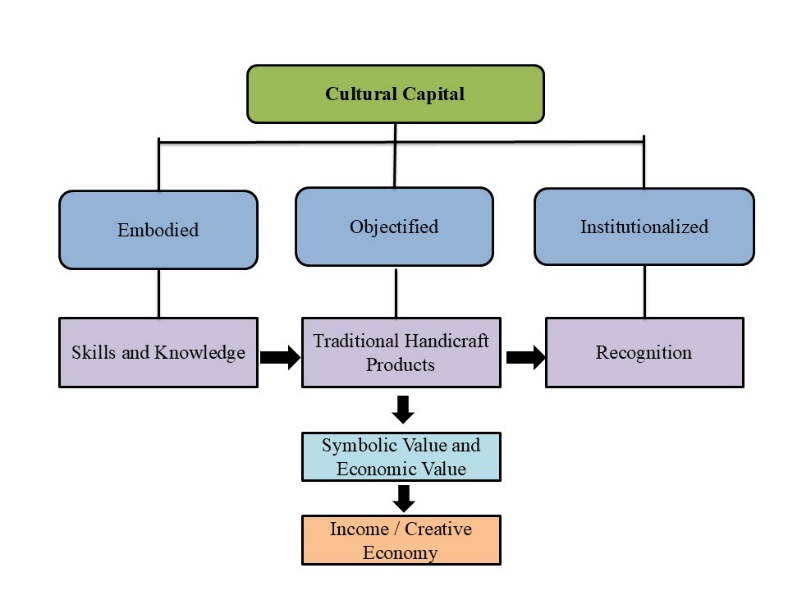 Cultural Capital
Embodied
Objectified
Institutionalized
Skills and Knowledge
Traditional Handicraft
Products
Recognition
Symbolic Value and
Economic Value
Income / Creative
Economy